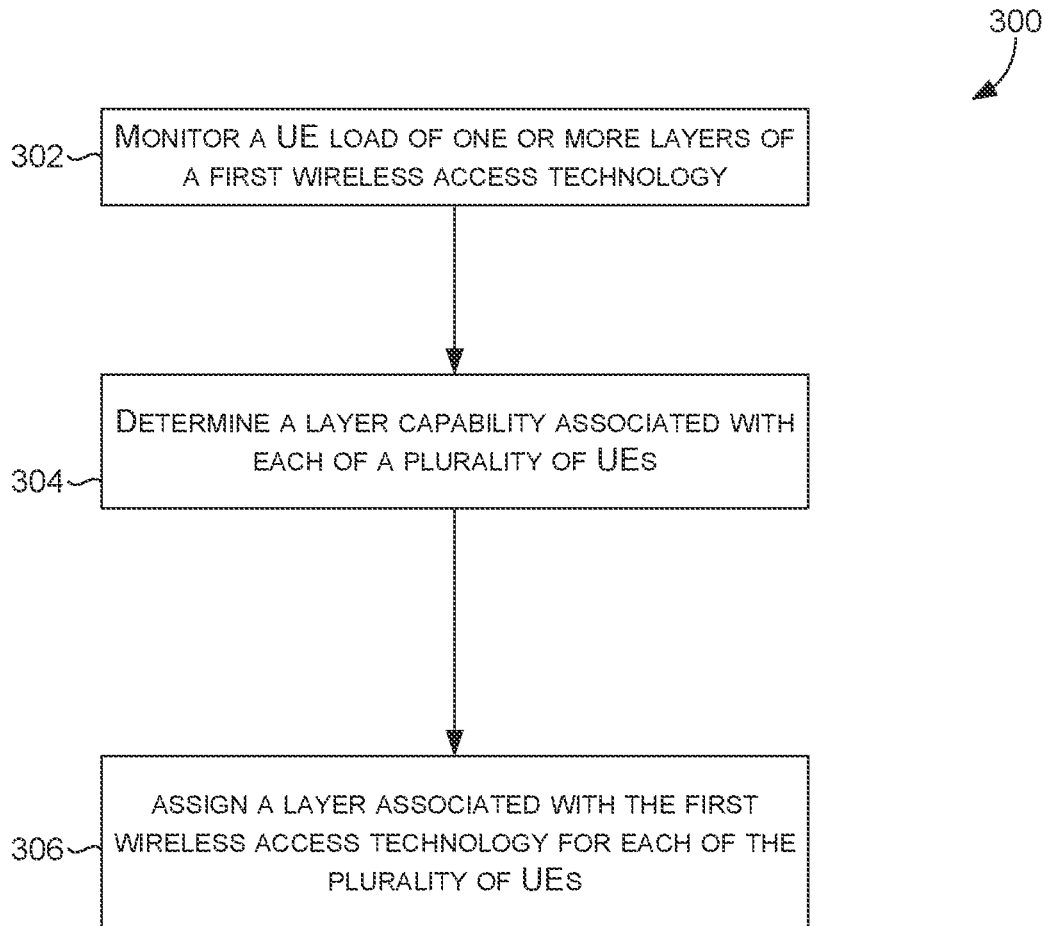 300
302
MONITOR A UE LOAD OF ONE OR MORE LAYERS OF
A FIRST WIRELESS ACCESS TECHNOLOGY
304
DETERMINE A LAYER CAPABILITY ASSOCIATED WITH
EACH OF A PLURALITY OF UES
306
ASSIGN A LAYER ASSOCIATED WITH THE FIRST
WIRELESS ACCESS TECHNOLOGY FOR EACH OF THE
PLURALITY OF UES